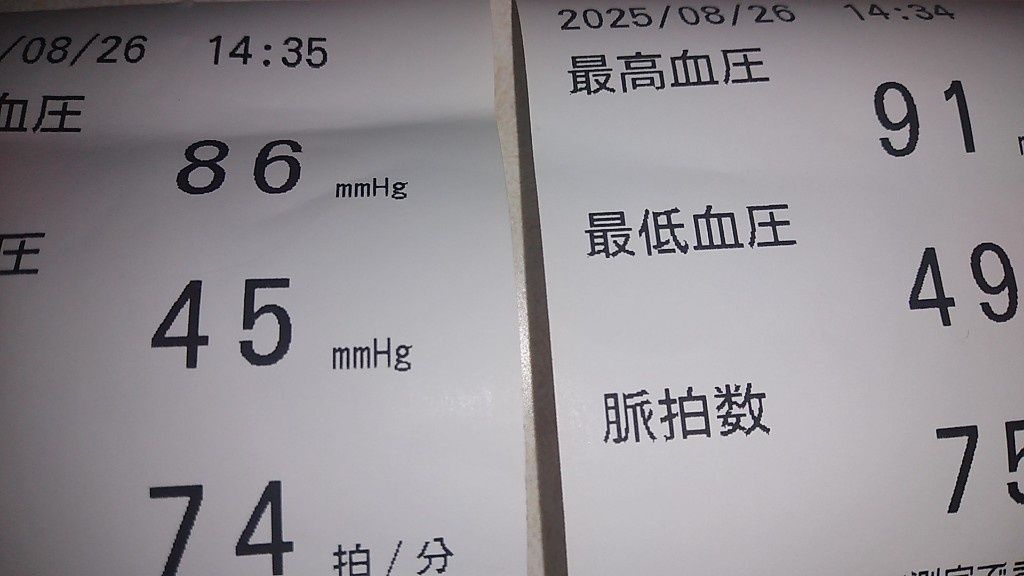 /08/26 14:35
血圧
86 mmHg
圧
45 mmHg
74 拍/分
2025/08/26 14:34
最高血圧
91
最低血圧
49
脈拍数
75